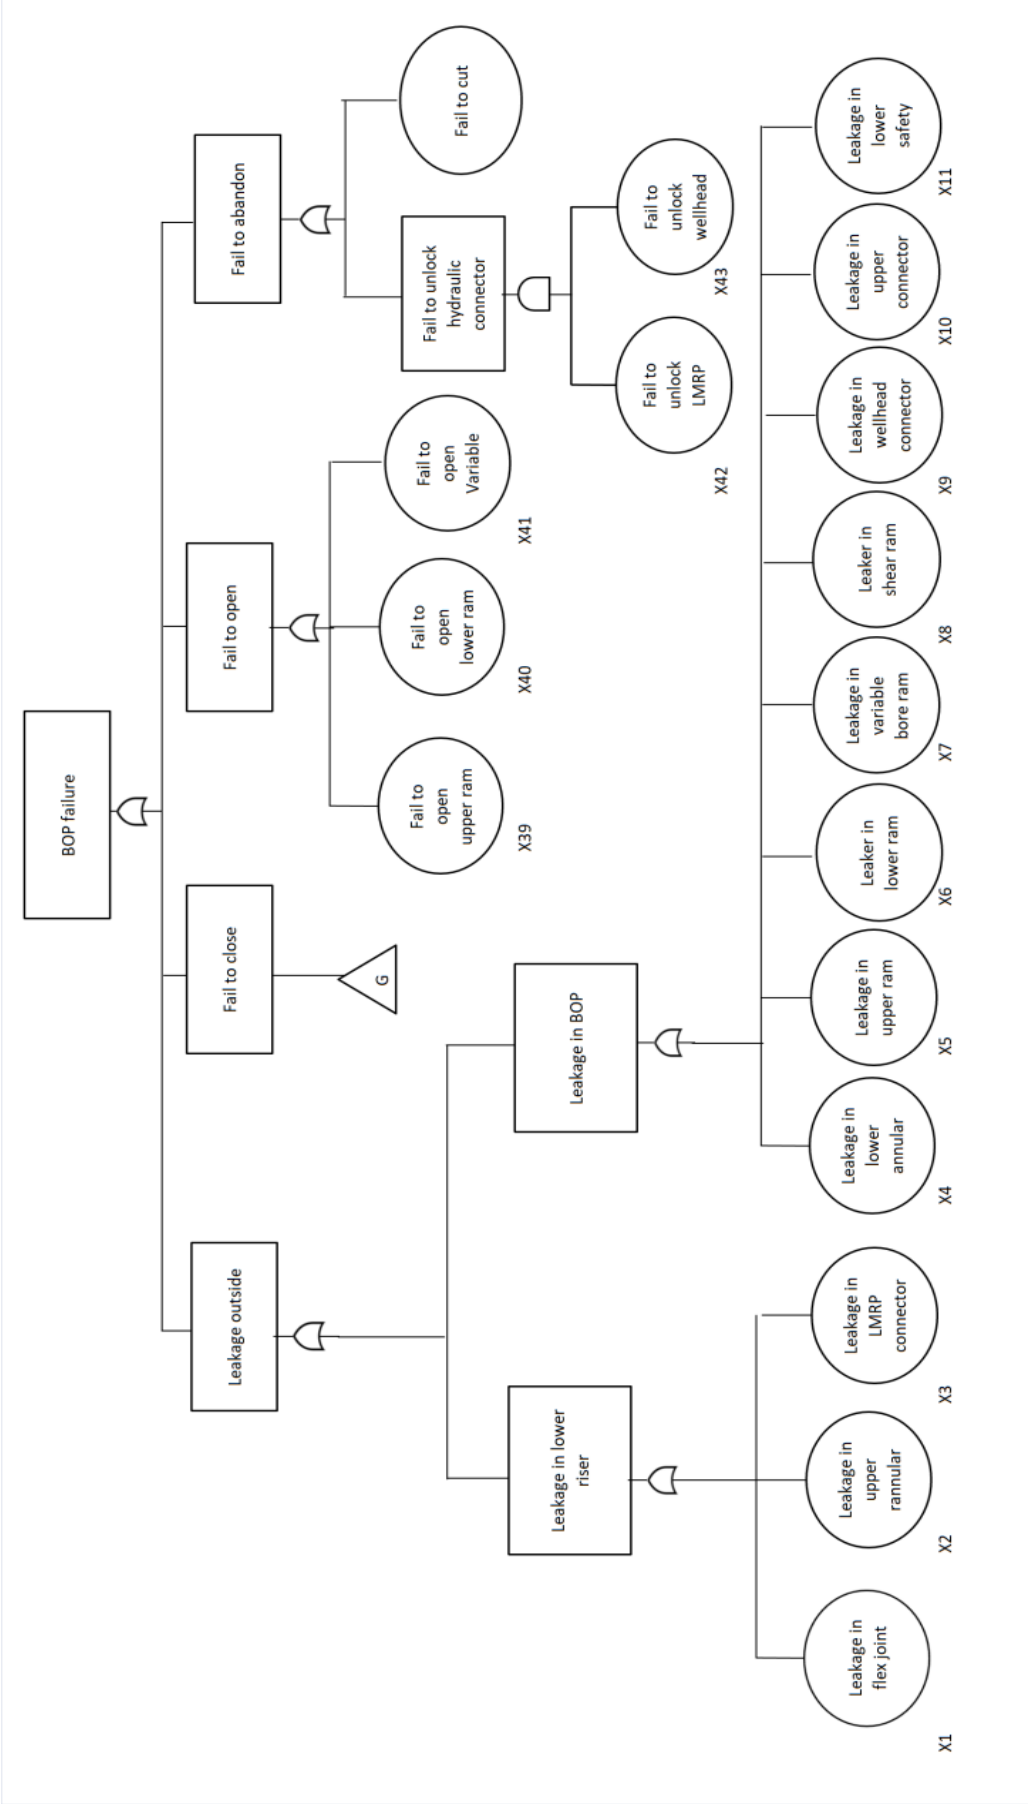 BOP failure
Leakage outside
Fail to close
Fail to open
Fail to abandon
G
Fail to
open
upper ram
X39
Fail to
open
lower ram
X40
Fail to
open
Variable
X41
Fail to unlock
hydraulic
connector
Fail to cut
Fail to
unlock
LMRP
X42
Fail to
unlock
wellhead
X43
Leakage in lower
riser
Leakage in BOP
Leakage in
flex joint
X1
Leakage in
upper
rannular
X2
Leakage in
LMRP
connector
X3
Leakage in
lower
annular
X4
Leakage in
upper ram
X5
Leaker in
lower ram
X6
Leakage in
variable
bore ram
X7
Leaker in
shear ram
X8
Leakage in
wellhead
connector
X9
Leakage in
upper
connector
X10
Leakage in
lower
safety
X11